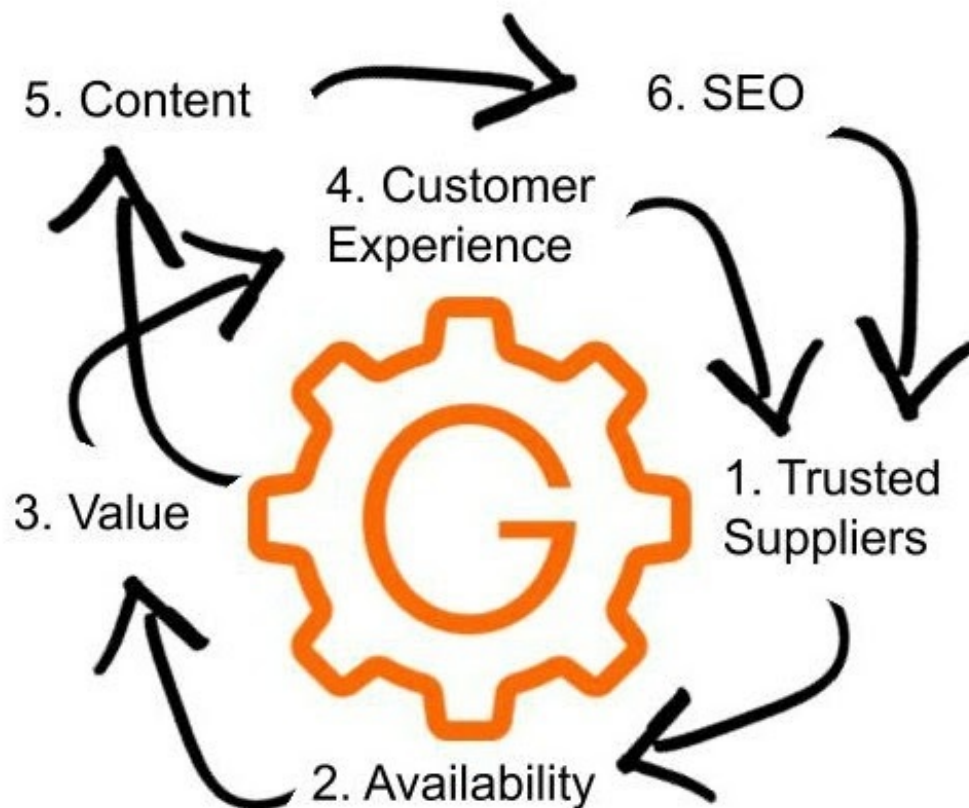 5. Content
6. SEO
4. Customer
Experience
G
3. Value
1. Trusted
Suppliers
2. Availability